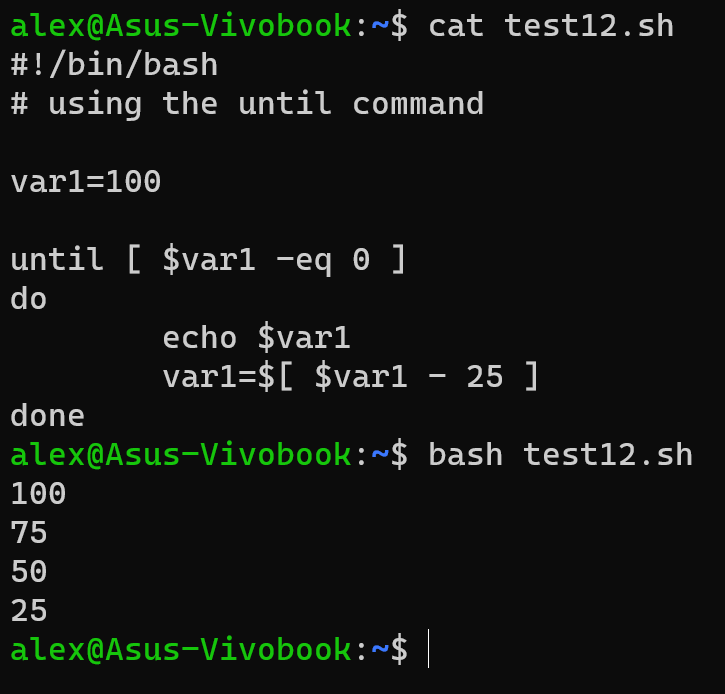 alex@Asus-Vivobook:~$ cat test12.sh
#!/bin/bash
# using the until command

var1=100

until [ $var1 -eq 0 ]
do
        echo $var1
        var1=$[ $var1 - 25 ]
done
alex@Asus-Vivobook:~$ bash test12.sh
100
75
50
25
alex@Asus-Vivobook:~$